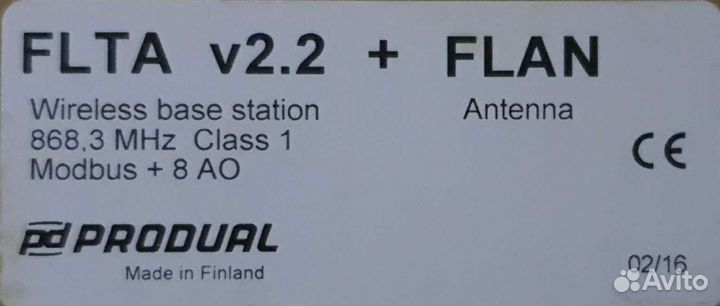 FLTA v2.2 + FLAN
Wireless base station
Antenna
868,3 MHz Class 1
Modbus + 8 AO
CE
pd PRODUAL
Made in Finland
02/16
Avito